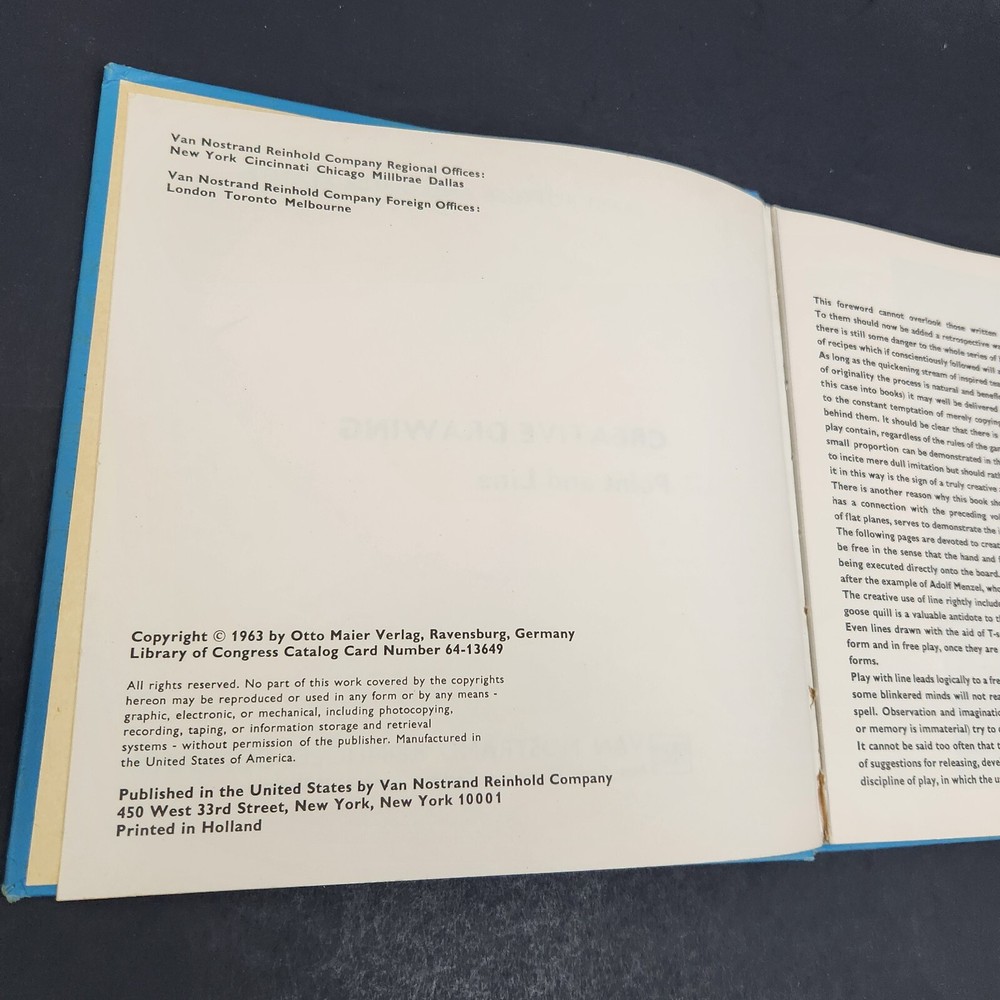 Van Nostrand Reinhold Company Regional Offices:
New York Cincinnati Chicago Millbrae Dallas
Van Nostrand Reinhold Company Foreign Offices:
London Toronto Melbourne
CREATIVE DRAWING
Point and Line
Copyright © 1963 by Otto Maier Verlag, Ravensburg, Germany
Library of Congress Catalog Card Number 64-13649
All rights reserved. No part of this work covered by the copyrights
hereon may be reproduced or used in any form or by any means -
graphic, electronic, or mechanical, including photocopying,
recording, taping, or information storage and retrieval
systems - without permission of the publisher. Manufactured in
the United States of America.
Published in the United States by Van Nostrand Reinhold Company
450 West 33rd Street, New York, New York 10001
Printed in Holland
This foreword cannot overlook those written
To them should now be added a retrospective
there is still some danger to the whole series of
of recipes which if conscientiously followed will
As long as the quickening stream of inspired
of originality the process is natural and
this case into books) it may well be delivered
to the constant temptation of merely copying
behind them. It should be clear that there is
play contain, regardless of the rules of the
small proportion can be demonstrated in
to incite mere dull imitation but should
it in this way is the sign of a truly creative
There is another reason why this book
has a connection with the preceding
of flat planes, serves to demonstrate the
The following pages are devoted to
be free in the sense that the hand and
being executed directly onto the board.
after the example of Adolf Menzel,
The creative use of line rightly
goose quill is a valuable antidote to
Even lines drawn with the aid of
form and in free play, once they are
forms.
Play with line leads logically to a
some blinkered minds will not
spell. Observation and
or memory is immaterial) try to
It cannot be said too often that
of suggestions for releasing,
discipline of play, in which the